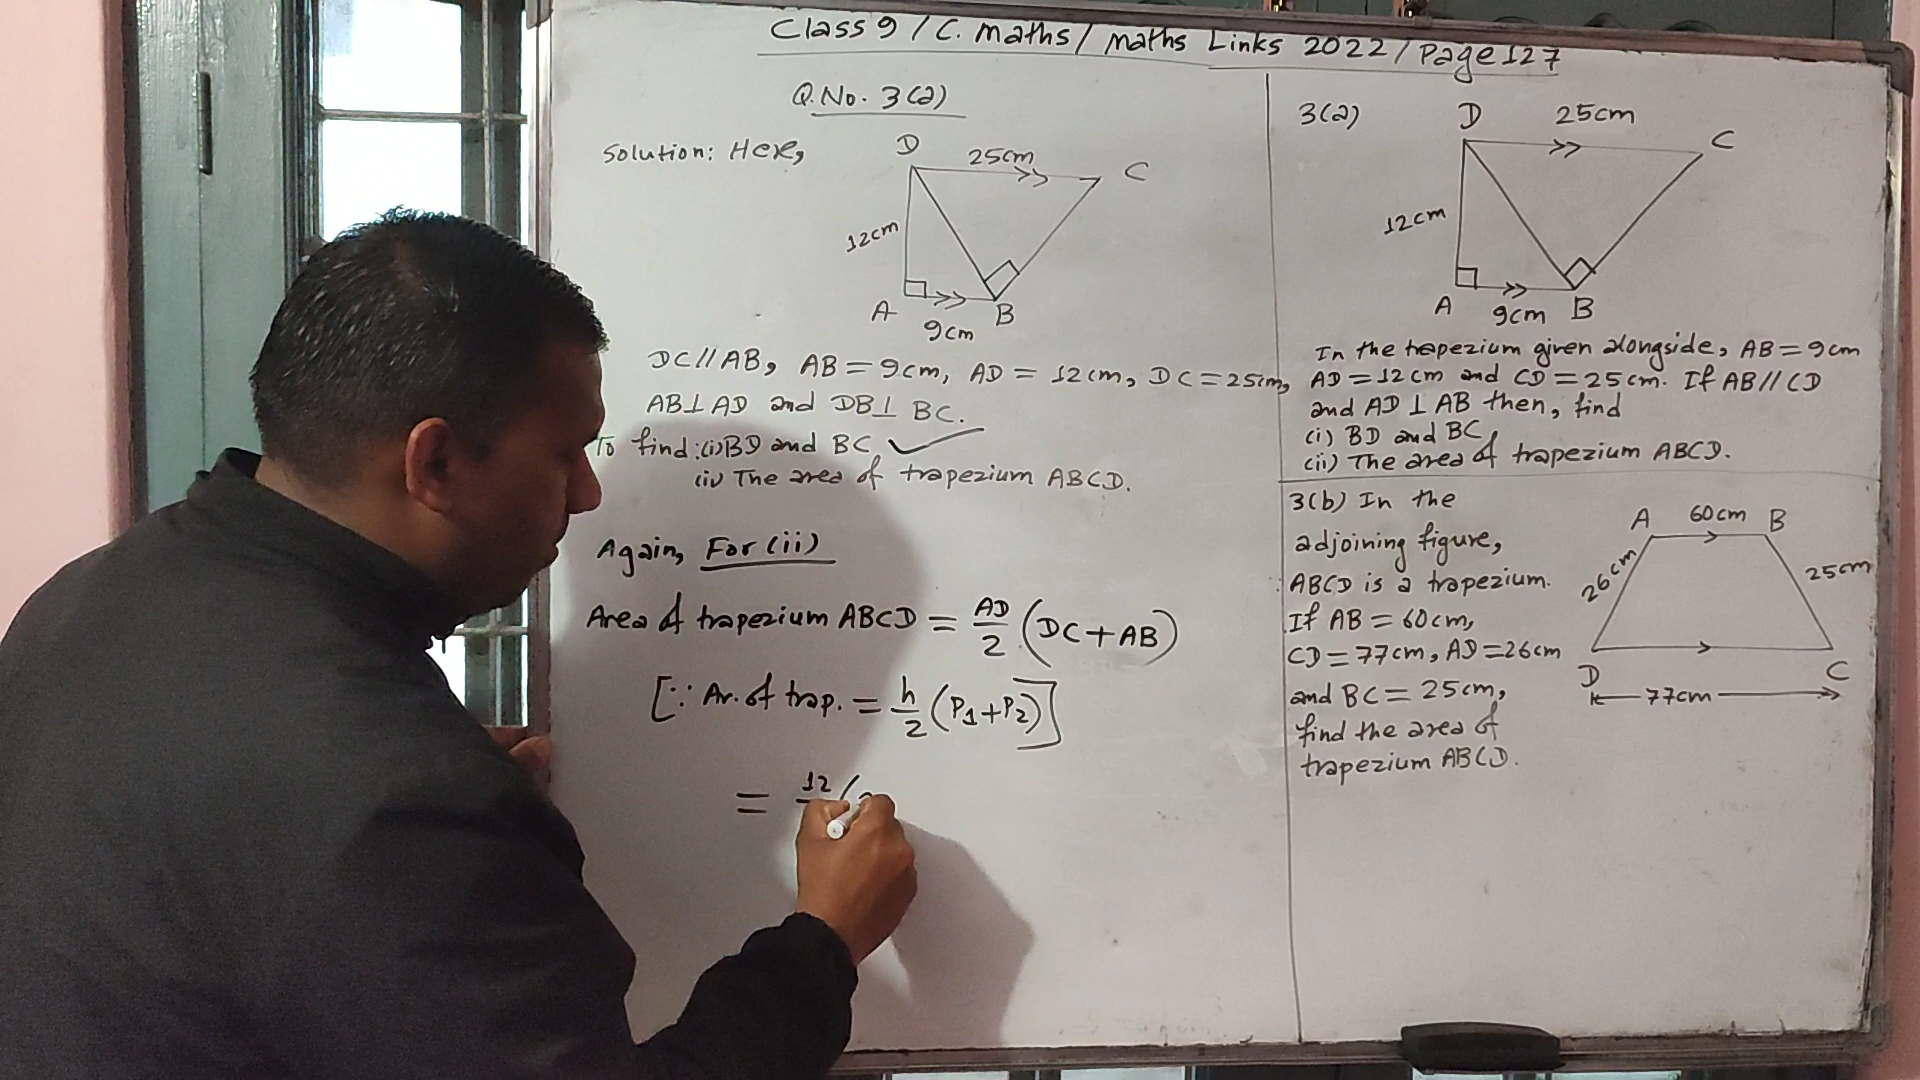 Class 9 / C. Maths / Maths Links 2022 / Page 127
Q.No. 3(a)
Solution: Here,
D
25cm
C
12cm
A
9cm
B
DC//AB, AB = 9cm, AD = 12cm, DC = 25cm,
AB⊥AD and DB⊥ BC.
To find:(i) BD and BC ✓
(ii) The area of trapezium ABCD.
Again, For (ii)
Area of trapezium ABCD = AD/2 (DC+AB)
[∵ Ar. of trap. = h/2 (P1+P2)]
= 12 (
3(a)
D
25cm
C
12cm
A
9cm
B
In the trapezium given alongside, AB = 9cm
AD = 12cm and CD = 25cm. If AB//CD
and AD ⊥ AB then, find
(i) BD and BC
(ii) The area of trapezium ABCD.
3(b) In the
adjoining figure,
ABCD is a trapezium.
If AB = 60cm,
CD = 77cm, AD = 26cm
and BC = 25cm,
find the area of
trapezium ABCD.
A
60cm
B
26cm
25cm
D
C
77cm